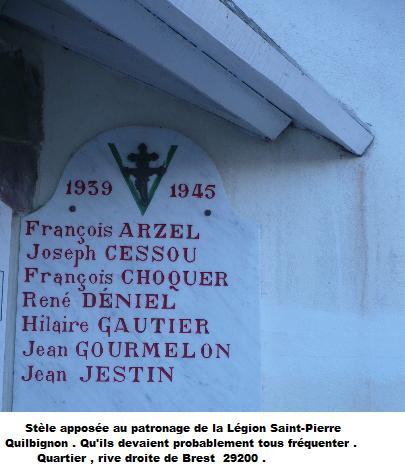 1939 1945
François ARZEL
Joseph CESSOU
François CHOQUER
René DÉNIEL
Hilaire GAUTIER
Jean GOURMELON
Jean JESTIN
Stèle apposée au patronage de la Légion Saint-Pierre
Quilbignon . Qu'ils devaient probablement tous fréquenter .
Quartier , rive droite de Brest 29200 .